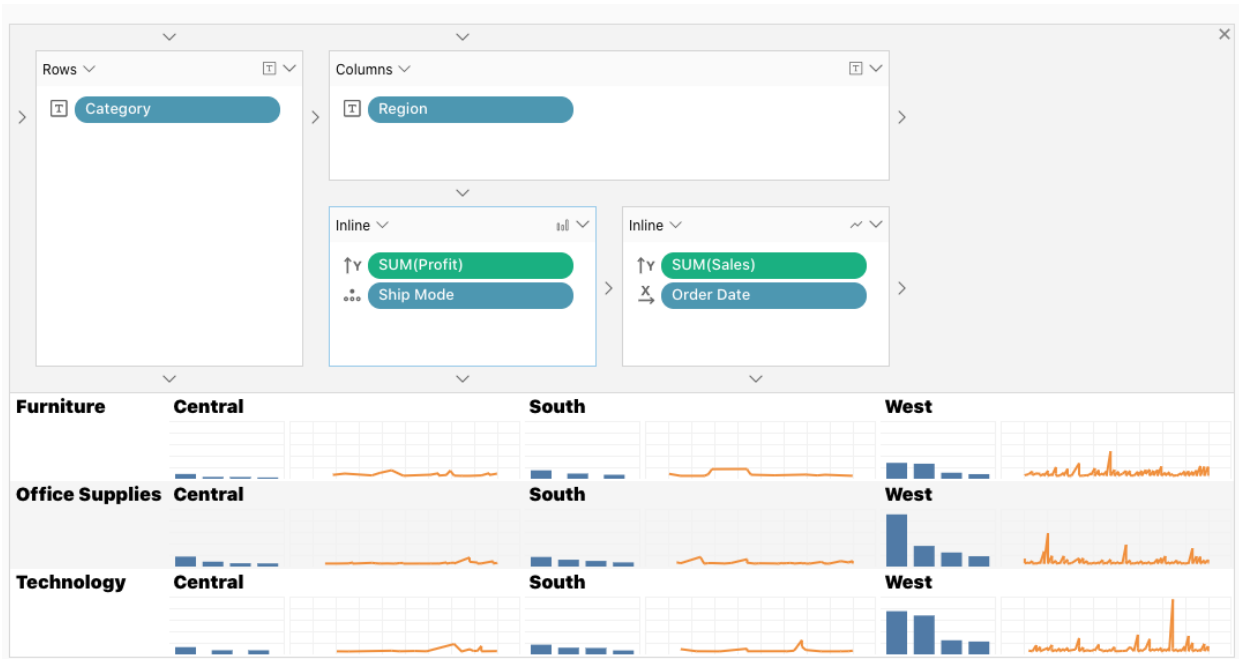 Rows
T
Columns
T
T Category
T Region
Inline
Inline
Y SUM(Profit)
Y SUM(Sales)
Ship Mode
X Order Date
Furniture Central South West
Office Supplies Central South West
Technology Central South West